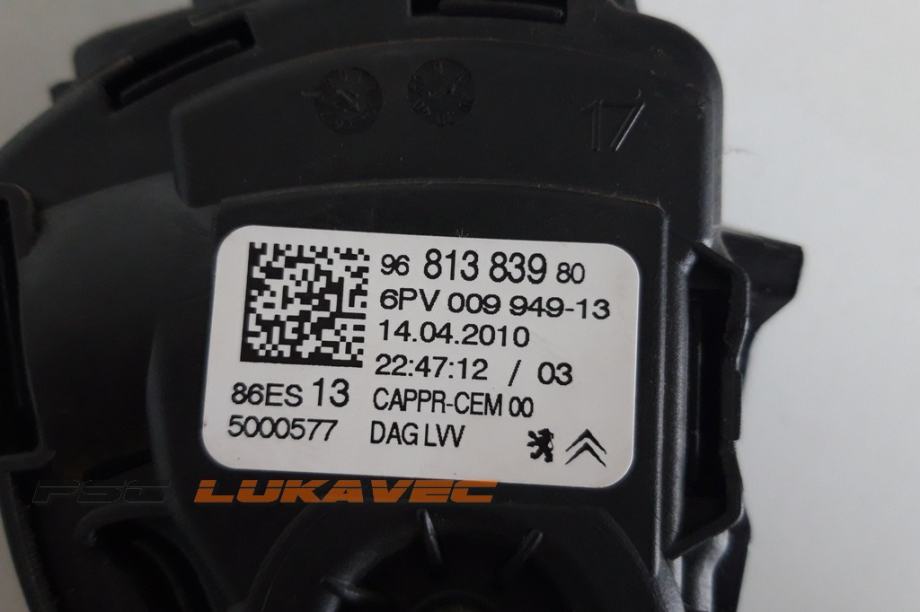 17
96 813 839 80
6PV 009 949-13
14.04.2010
22:47:12 / 03
86ES 13 CAPPR-CEM 00
5000577 DAG LVV
PSC LUKAVEC